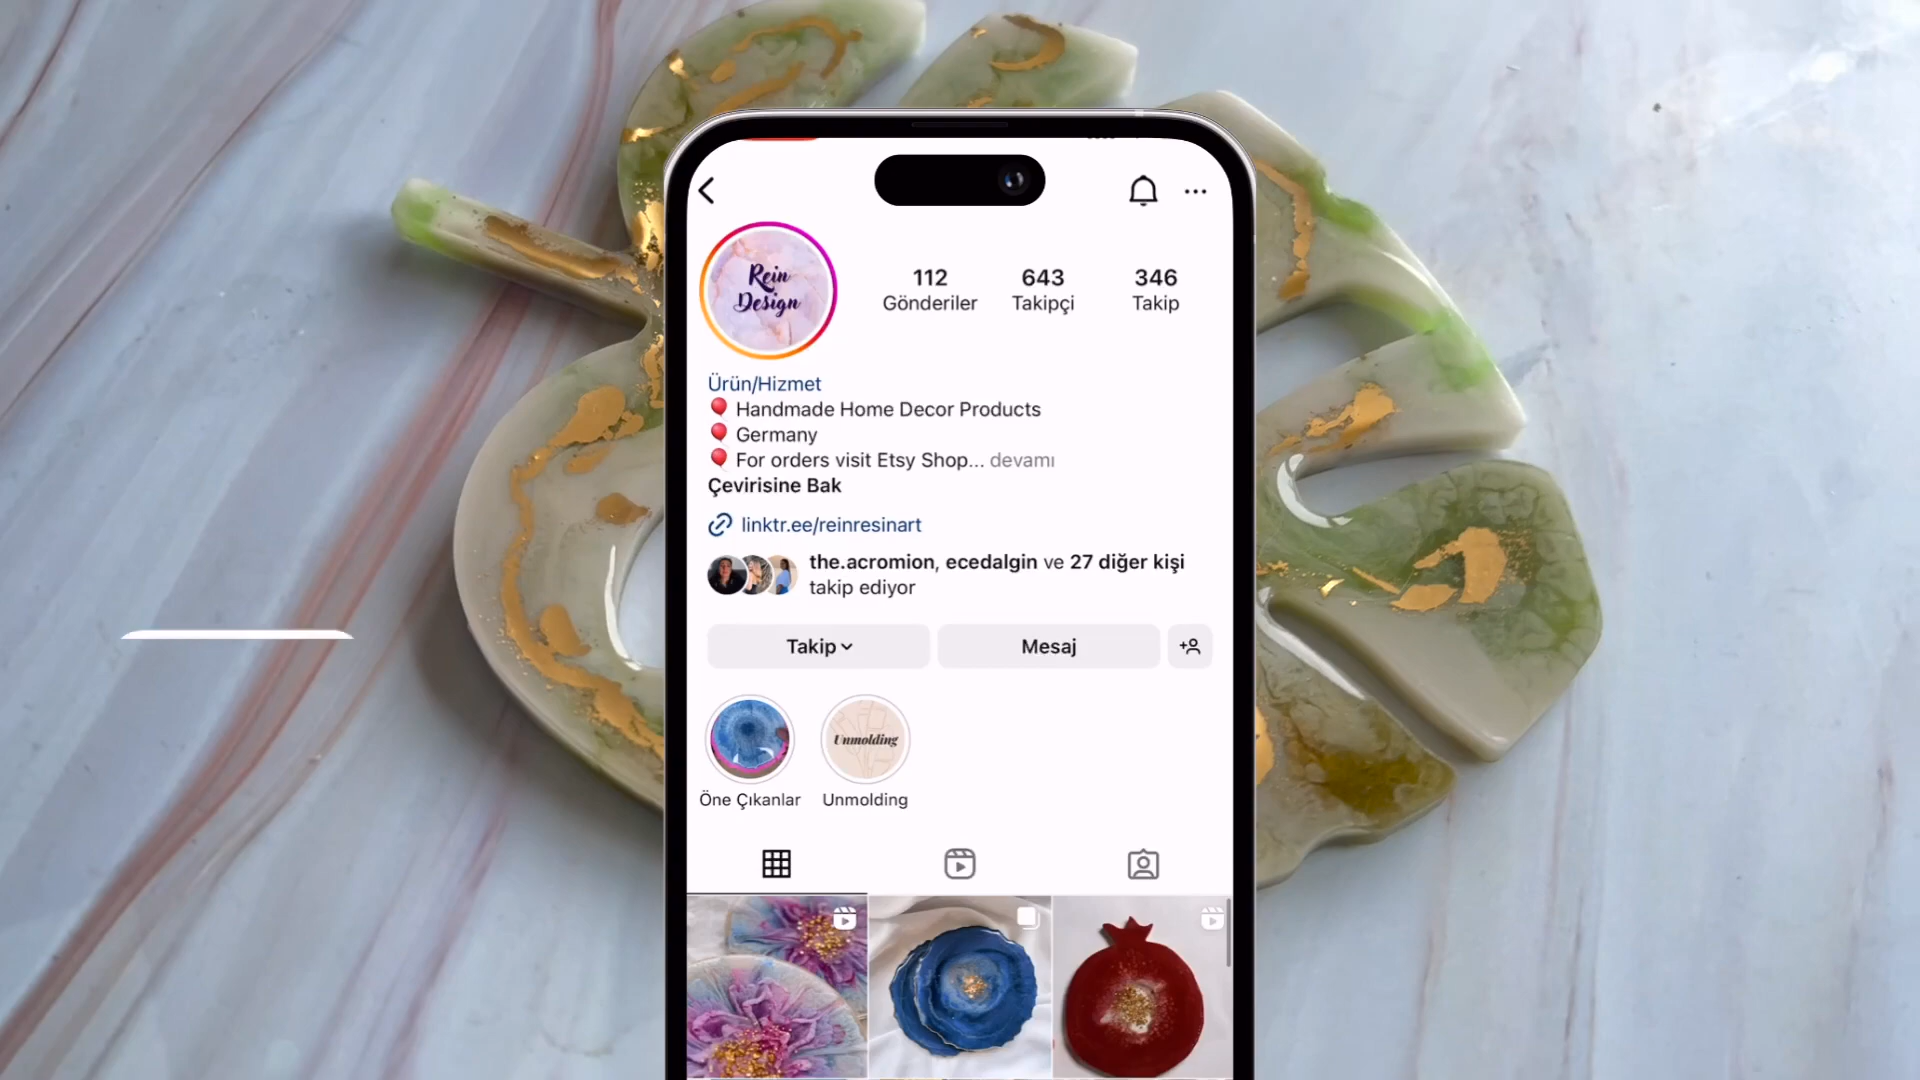 Rein
Design
112
Gönderiler
643
Takipçi
346
Takip
Ürün/Hizmet
🎈 Handmade Home Decor Products
🎈 Germany
🎈 For orders visit Etsy Shop... devamı
Çevirisine Bak
linktr.ee/reinresinart
the.acromion, ecedalgin ve 27 diğer kişi
takip ediyor
Takip
Mesaj
Unmolding
Öne Çıkanlar
Unmolding